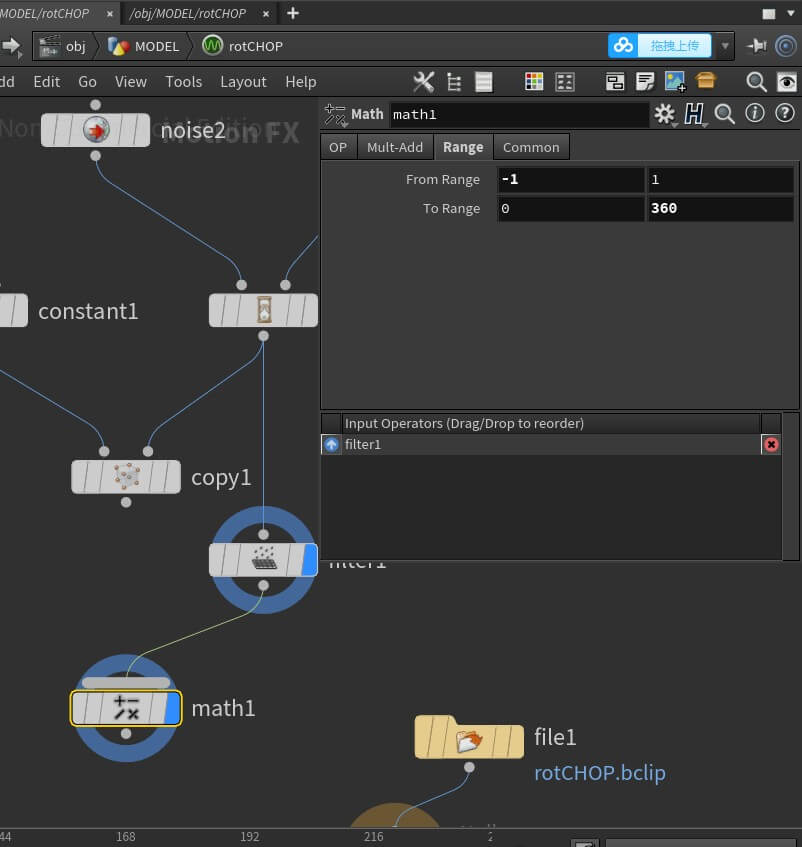 MODEL/rotCHOP × /obj/MODEL/rotCHOP × +
obj MODEL rotCHOP 拖拽上传
dd Edit Go View Tools Layout Help
Math math1
noise2
Motion FX
OP Mult-Add Range Common
From Range -1 1
To Range 0 360
constant1
Input Operators (Drag/Drop to reorder)
filter1
copy1
filter1
math1
file1
rotCHOP.bclip
44 168 192 216 2